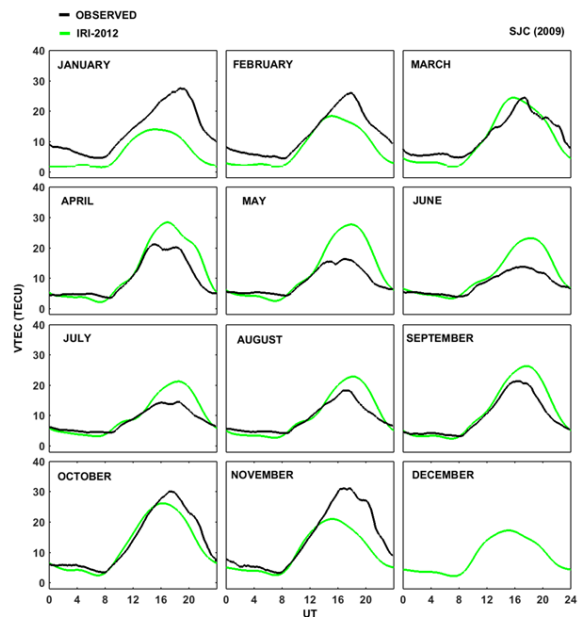 OBSERVED
IRI-2012
SJC (2009)
40
30
20
10
0
JANUARY
FEBRUARY
MARCH
40
30
20
10
0
APRIL
MAY
JUNE
VTEC (TECU)
40
30
20
10
0
JULY
AUGUST
SEPTEMBER
40
30
20
10
0
OCTOBER
NOVEMBER
DECEMBER
0 4 8 12 16 20 0 4 8 12 16 20 0 4 8 12 16 20 24
UT